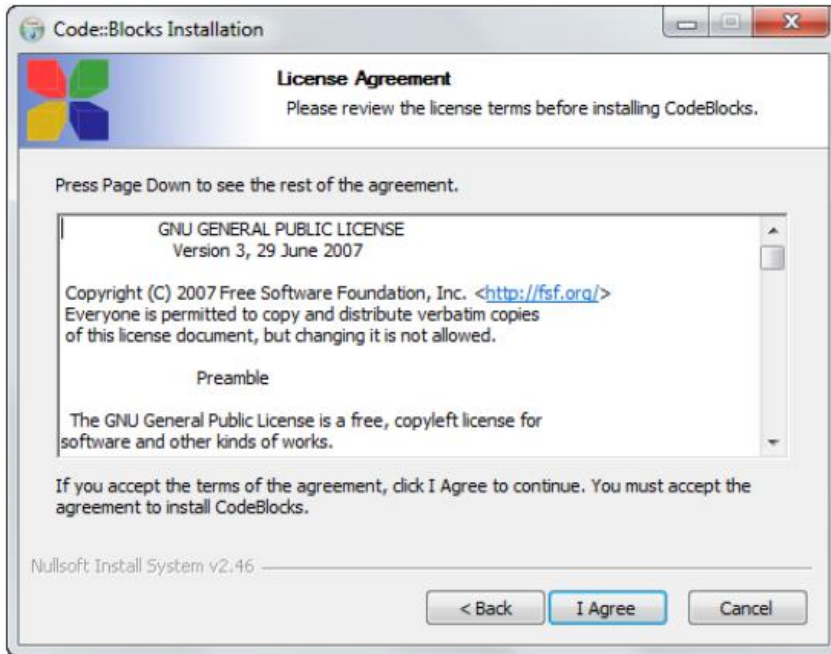 Code::Blocks Installation
License Agreement
Please review the license terms before installing CodeBlocks.
Press Page Down to see the rest of the agreement.
GNU GENERAL PUBLIC LICENSE
Version 3, 29 June 2007
Copyright (C) 2007 Free Software Foundation, Inc. <http://fsf.org/>
Everyone is permitted to copy and distribute verbatim copies
of this license document, but changing it is not allowed.
Preamble
The GNU General Public License is a free, copyleft license for
software and other kinds of works.
If you accept the terms of the agreement, click I Agree to continue. You must accept the
agreement to install CodeBlocks.
Nullsoft Install System v2.46
< Back I Agree Cancel